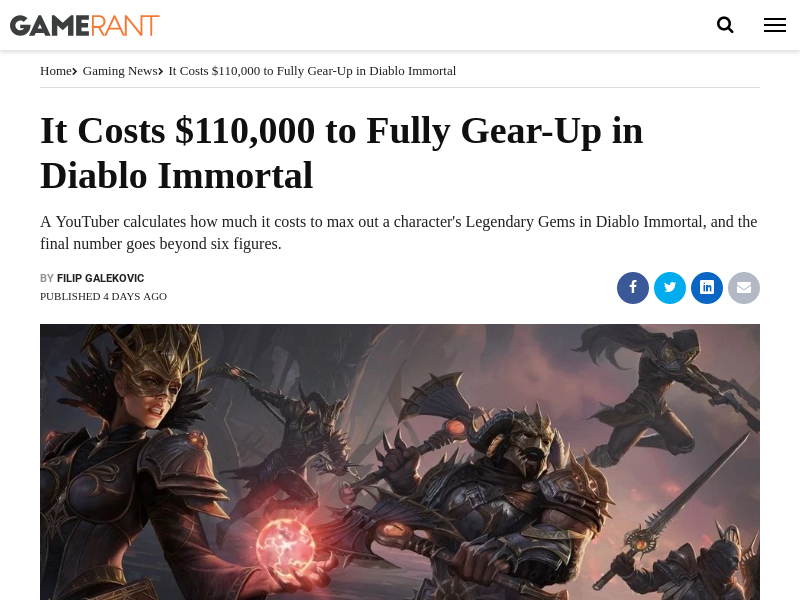 GAMERANT
Home Gaming News It Costs $110,000 to Fully Gear-Up in Diablo Immortal
It Costs $110,000 to Fully Gear-Up in
Diablo Immortal
A YouTuber calculates how much it costs to max out a character's Legendary Gems in Diablo Immortal, and the
final number goes beyond six figures.
BY FILIP GALEKOVIC
PUBLISHED 4 DAYS AGO